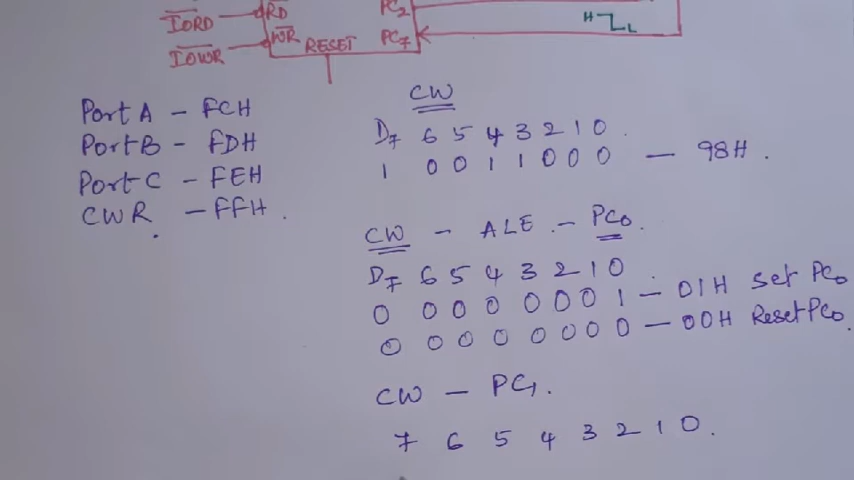 IORD
RD
PC2
H L
IOWR
WR
RESET
PC7
Port A - FCH
Port B - FDH
Port C - FEH
CWR - FFH.
CW
D7 6 5 4 3 2 1 0.
1 0 0 1 1 0 0 0 - 98H.
CW - ALE - PC0.
D7 6 5 4 3 2 1 0.
0 0 0 0 0 0 0 1 - 01H Set PC0
0 0 0 0 0 0 0 0 - 00H Reset PC0.
CW - PC1.
7 6 5 4 3 2 1 0.